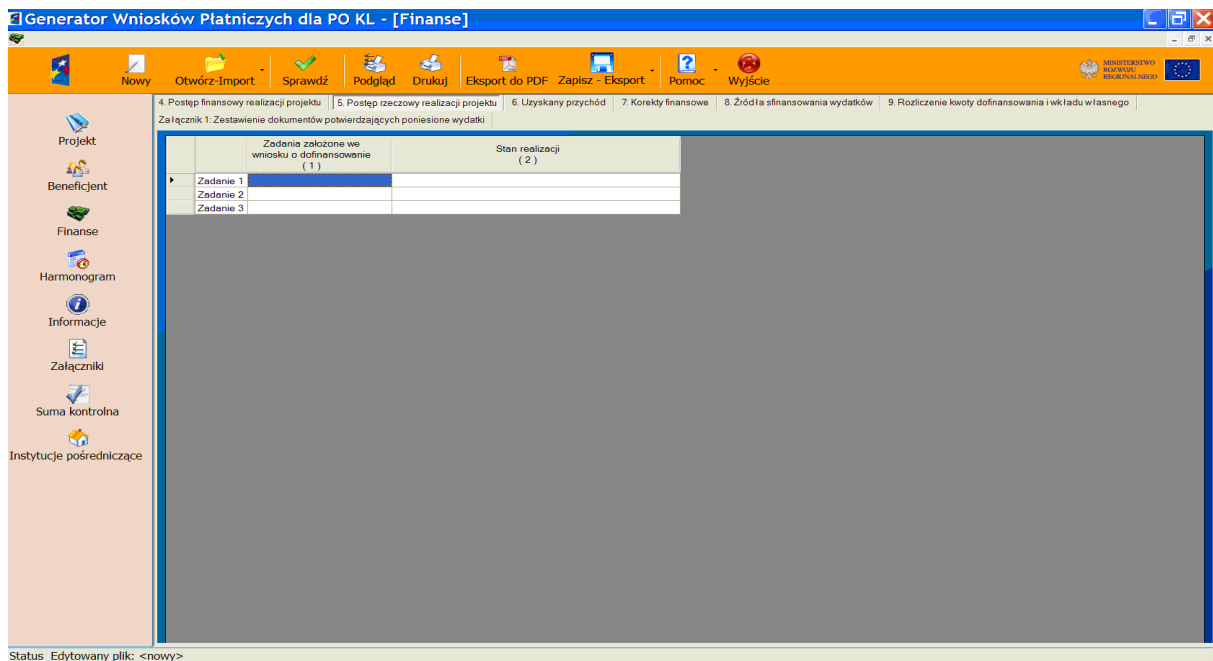 Generator Wniosków Płatniczych dla PO KL - [Finanse]
Nowy Otwórz-Import Sprawdź Podgląd Drukuj Eksport do PDF Zapisz - Eksport Pomoc Wyjście
MINISTERSTWO
ROZWOJU
REGIONALNEGO
4. Postęp finansowy realizacji projektu 5. Postęp rzeczowy realizacji projektu 6. Uzyskany przychód 7. Korekty finansowe 8. Źródła sfinansowania wydatków 9. Rozliczenie kwoty dofinansowania i wkładu własnego
Załącznik 1: Zestawienie dokumentów potwierdzających poniesione wydatki
Projekt
Beneficjent
Finanse
Harmonogram
Informacje
Załączniki
Suma kontrolna
Instytucje pośredniczące
Zadania założone we
wniosku o dofinansowanie
( 1 )
Stan realizacji
( 2 )
Zadanie 1
Zadanie 2
Zadanie 3
Status Edytowany plik: <nowy>